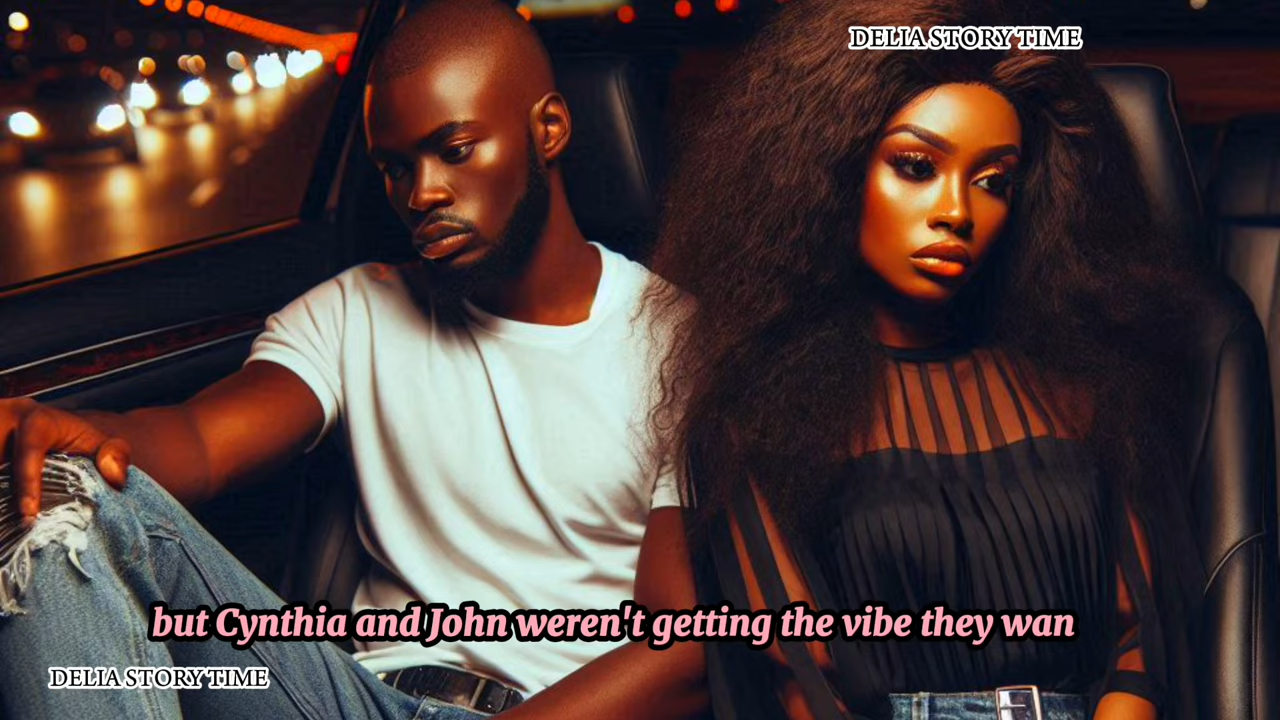 DELIA STORY TIME
but Cynthia and John weren't getting the vibe they wan
DELIA STORY TIME